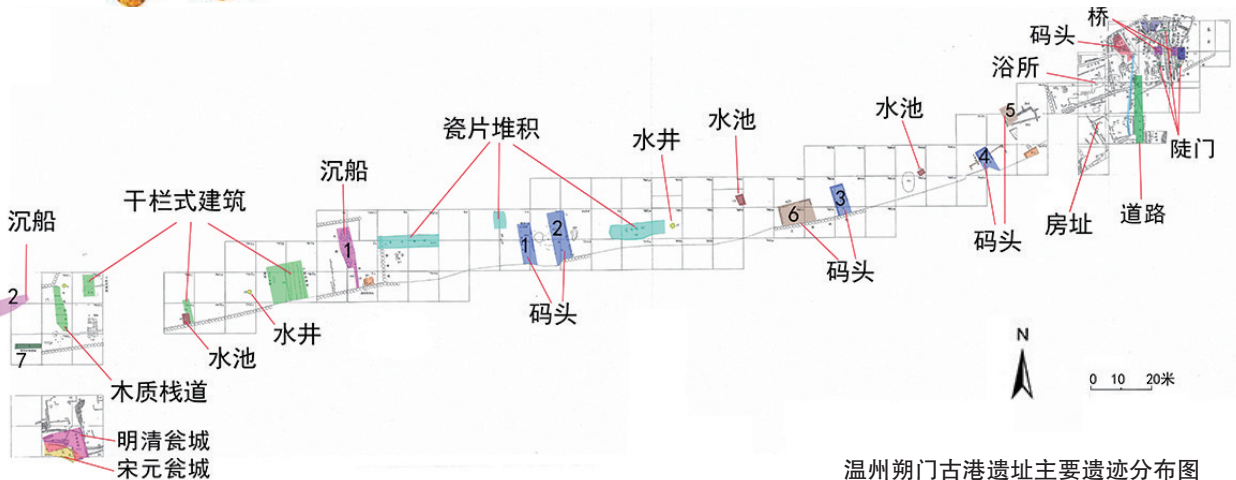 桥
码头
浴所
水池
水池
5
瓷片堆积
水井
4
陡门
沉船
干栏式建筑
3
道路
沉船
6
房址
码头
1
1
2
码头
2
码头
水池
水井
7
木质栈道
N
0 10 20米
明清瓮城
宋元瓮城
温州朔门古港遗址主要遗迹分布图